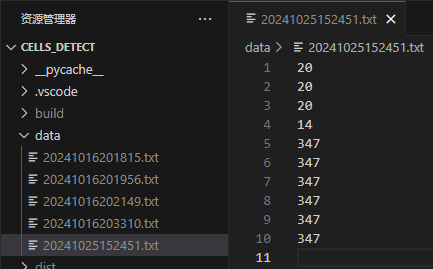 资源管理器
CELLS_DETECT
__pycache__
.vscode
build
data
20241016201815.txt
20241016201956.txt
20241016202149.txt
20241016203310.txt
20241025152451.txt
dist
20241025152451.txt
data > 20241025152451.txt
1 20
2 20
3 20
4 14
5 347
6 347
7 347
8 347
9 347
10 347
11